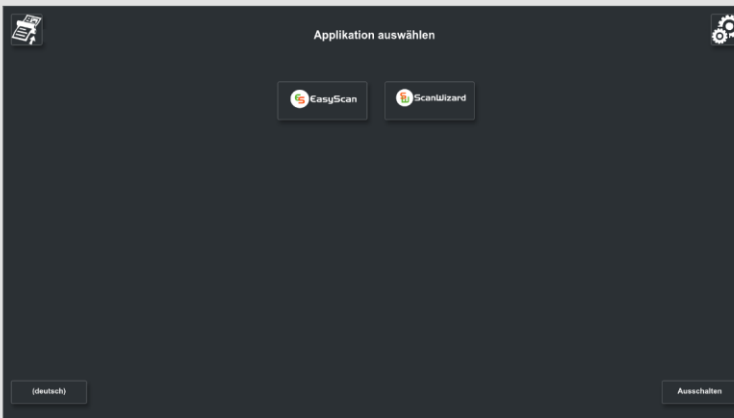 Applikation auswählen
EasyScan
ScanWizard
(deutsch)
Ausschalten